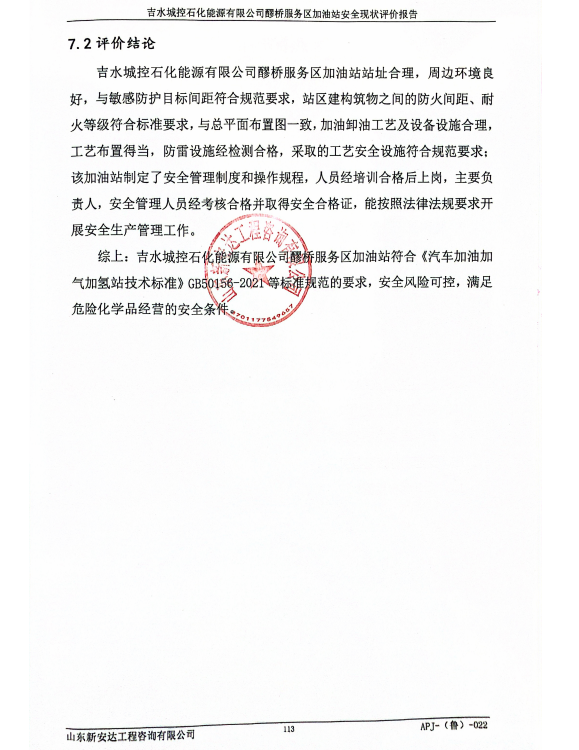 吉水城控石化能源有限公司醪桥服务区加油站安全现状评价报告
7.2 评价结论
吉水城控石化能源有限公司醪桥服务区加油站站址合理，周边环境良
好，与敏感防护目标间距符合规范要求，站区建构筑物之间的防火间距、耐
火等级符合标准要求，与总平面布置图一致，加油卸油工艺及设备设施合理，
工艺布置得当，防雷设施经检测合格，采取的工艺安全设施符合规范要求；
该加油站制定了安全管理制度和操作规程，人员经培训合格后上岗，主要负
责人，安全管理人员经考核合格并取得安全合格证，能按照法律法规要求开
展安全生产管理工作。
综上：吉水城控石化能源有限公司醪桥服务区加油站符合《汽车加油加
气加氢站技术标准》GB50156-2021 等标准规范的要求，安全风险可控，满足
危险化学品经营的安全条件。
山东新安达工程咨询有限公司
山东新安达工程咨询有限公司
113
APJ-（鲁）-022